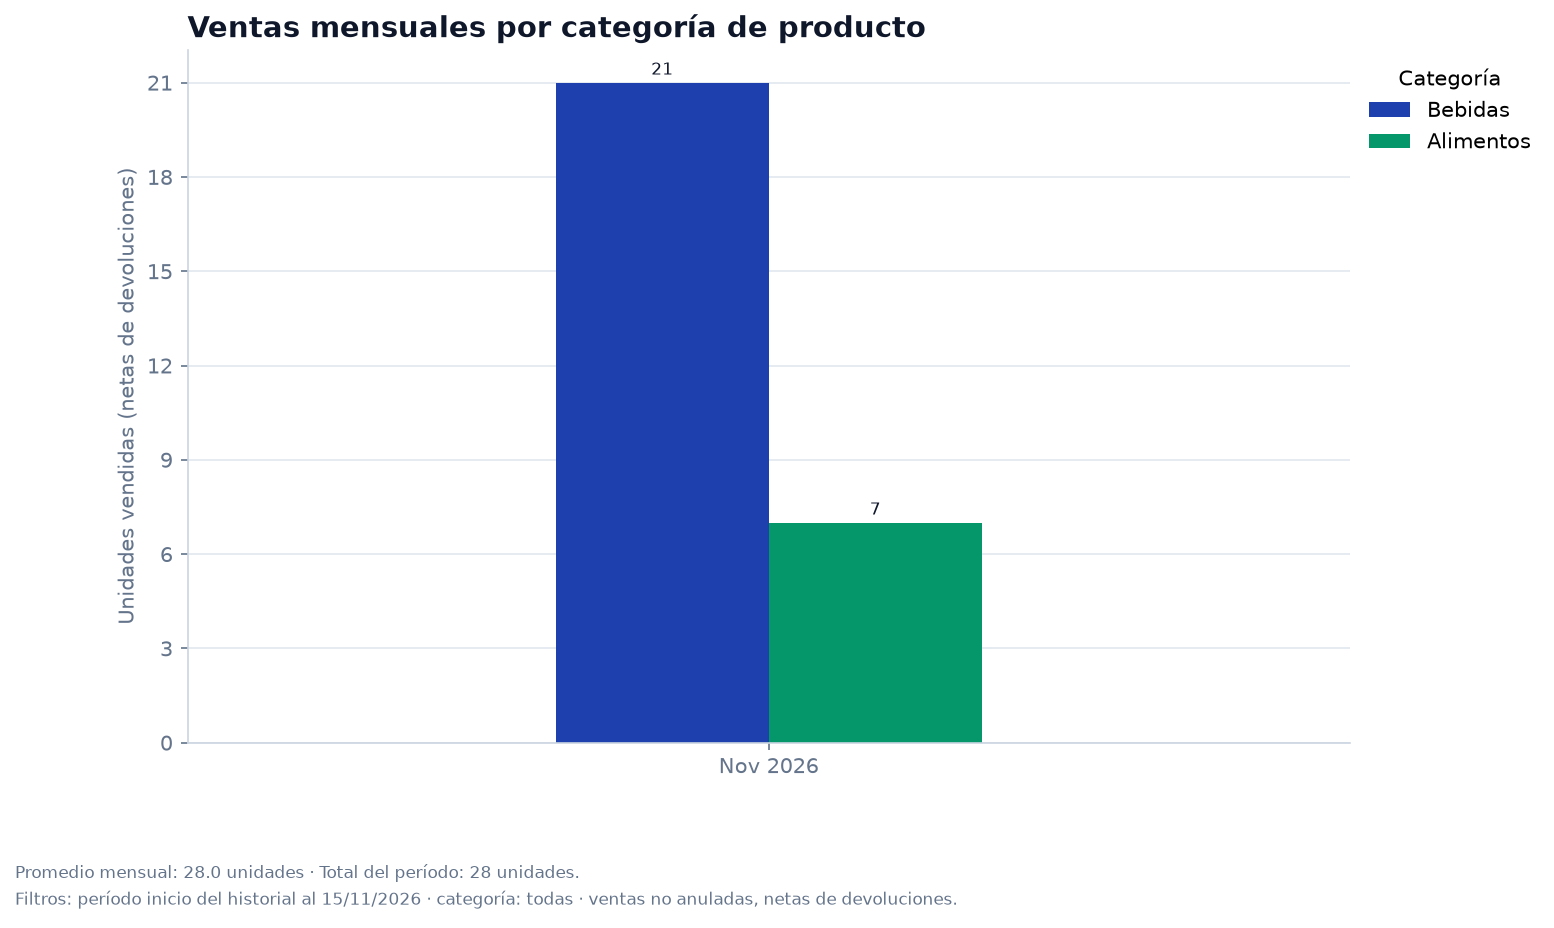 Ventas mensuales por categoría de producto
Categoría
Bebidas
Alimentos
Unidades vendidas (netas de devoluciones)
21
18
15
12
9
6
3
0
21
7
Nov 2026
Promedio mensual: 28.0 unidades · Total del período: 28 unidades.
Filtros: período inicio del historial al 15/11/2026 · categoría: todas · ventas no anuladas, netas de devoluciones.